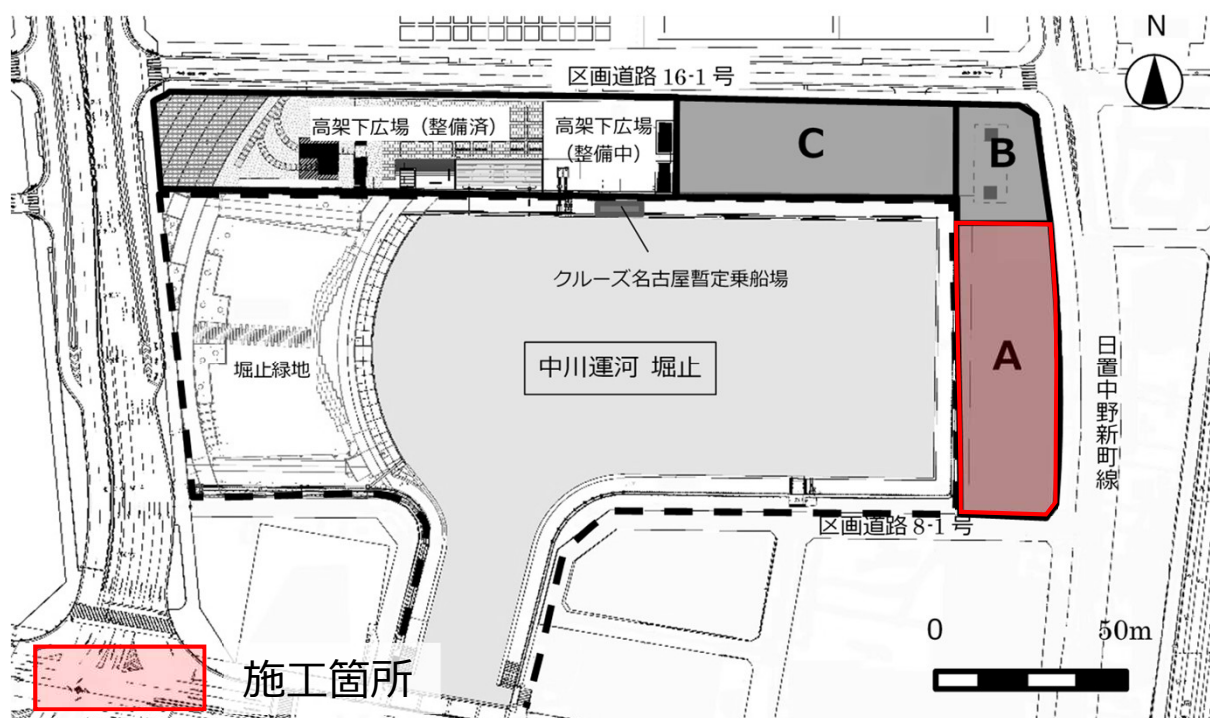 N
区画道路 16-1 号
高架下広場（整備済）
高架下広場
（整備中）
C
B
クルーズ名古屋暫定乗船場
A
中川運河 堀止
堀止緑地
日置中野新町線
区画道路 8-1 号
0
50m
施工箇所